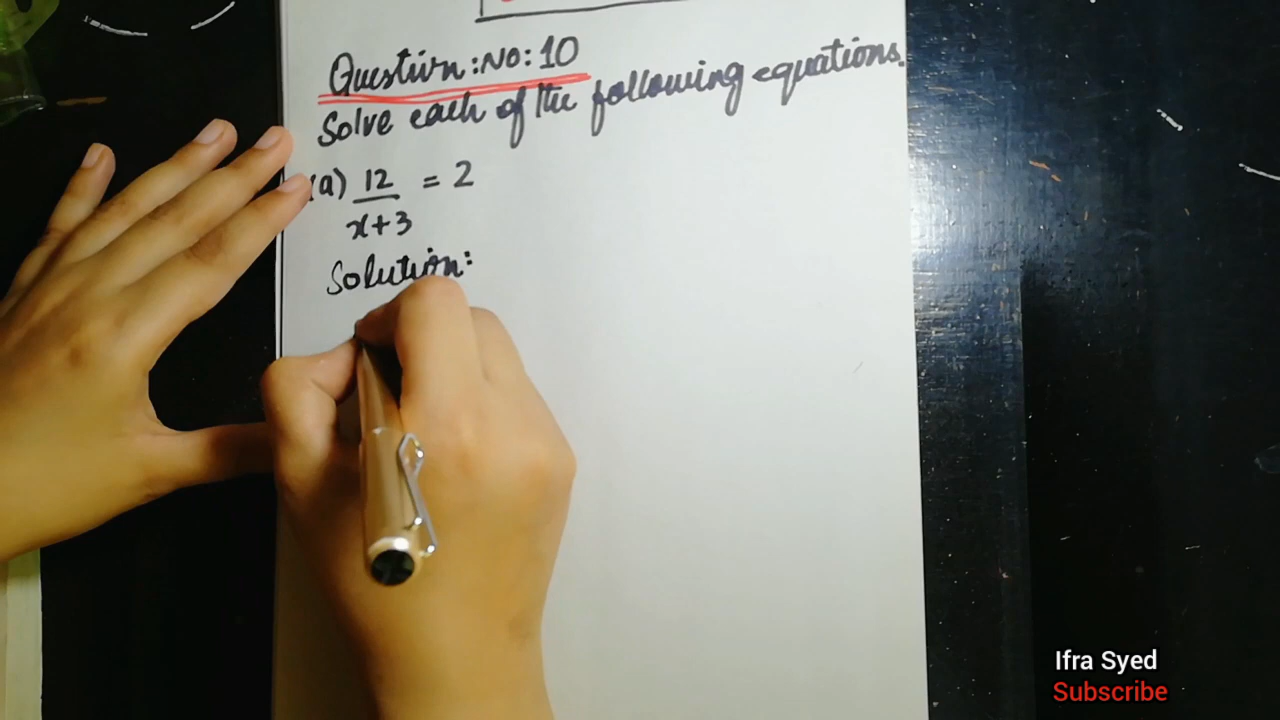 Question:No:10
Solve each of the following equations.
(a) 12/x+3 = 2
Solution:
Ifra Syed
Subscribe